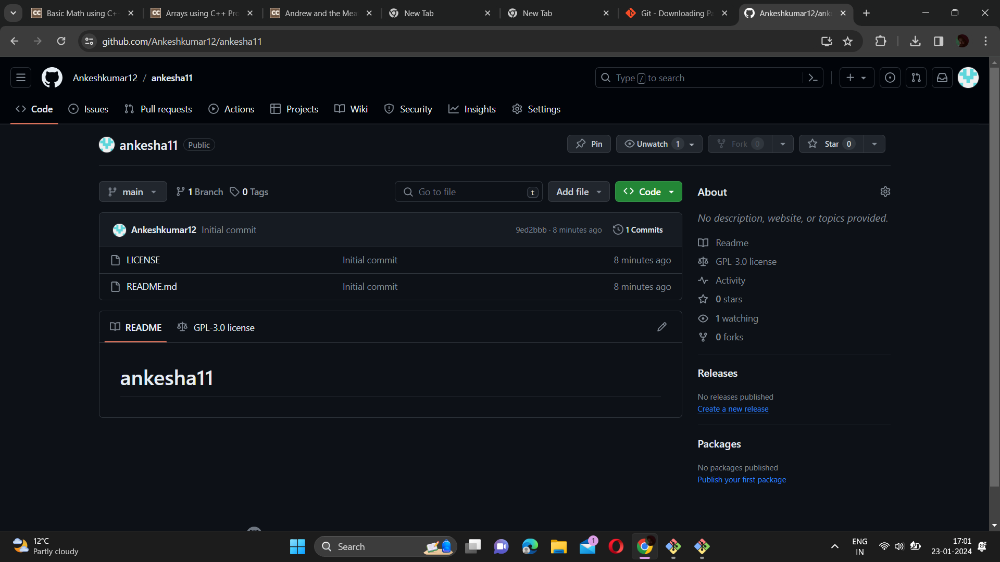 Basic Math using C+
Arrays using C++ Pro
Andrew and the Mea
New Tab
New Tab
Git - Downloading Pa
Ankeshkumar12/anke
github.com/Ankeshkumar12/ankesha11
Ankeshkumar12 / ankesha11
Type / to search
Code
Issues
Pull requests
Actions
Projects
Wiki
Security
Insights
Settings
ankesha11 Public
Pin
Unwatch 1
Fork 0
Star 0
main
1 Branch
0 Tags
Go to file t
Add file
Code
Ankeshkumar12 Initial commit
9ed2bbb · 8 minutes ago
1 Commits
LICENSE Initial commit 8 minutes ago
README.md Initial commit 8 minutes ago
README
GPL-3.0 license
ankesha11
About
No description, website, or topics provided.
Readme
GPL-3.0 license
Activity
0 stars
1 watching
0 forks
Releases
No releases published
Create a new release
Packages
No packages published
Publish your first package
12°C
Partly cloudy
Search
1
ENG
IN
17:01
23-01-2024